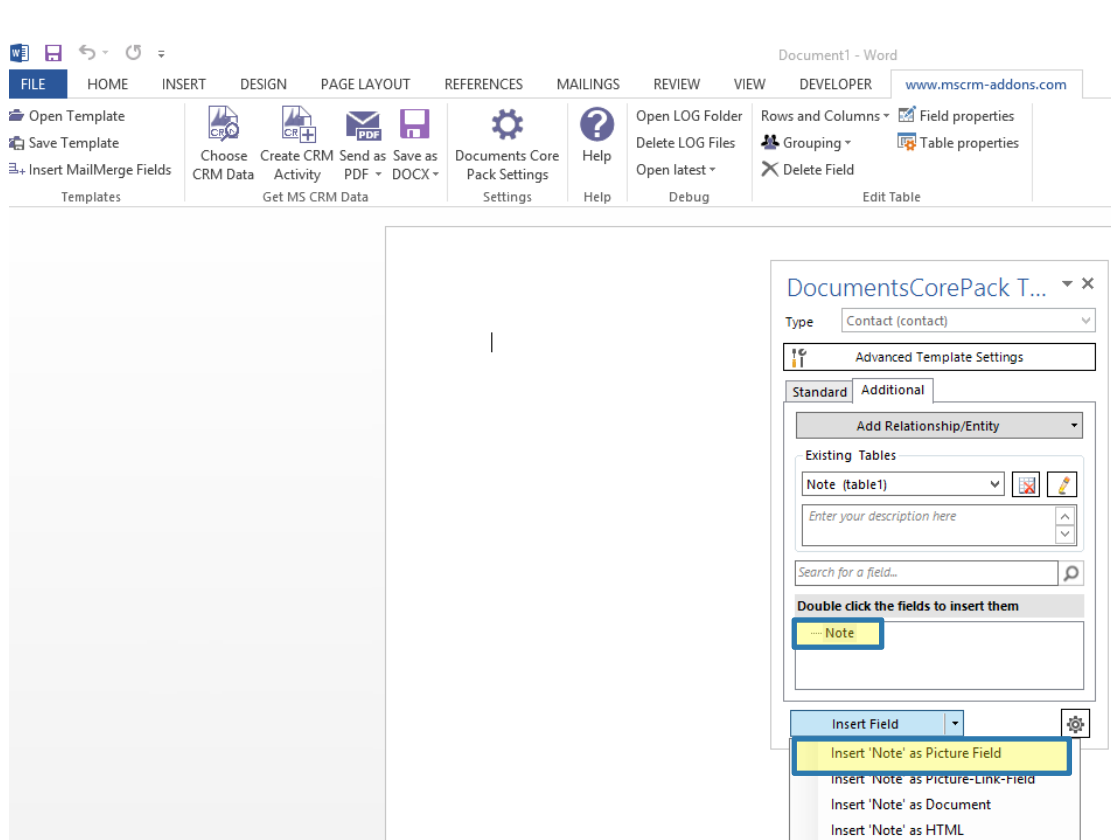 Document1 - Word
FILE HOME INSERT DESIGN PAGE LAYOUT REFERENCES MAILINGS REVIEW VIEW DEVELOPER www.mscrm-addons.com
Open Template
Save Template
Insert MailMerge Fields
Templates
Choose CRM Data
Create CRM Activity
Send as PDF
Save as DOCX
Get MS CRM Data
Documents Core Pack Settings
Settings
Help
Help
Open LOG Folder
Delete LOG Files
Open latest
Debug
Rows and Columns
Grouping
Delete Field
Field properties
Table properties
Edit Table
DocumentsCorePack T...
Type Contact (contact)
Advanced Template Settings
Standard Additional
Add Relationship/Entity
Existing Tables
Note (table1)
Enter your description here
Search for a field...
Double click the fields to insert them
Note
Insert Field
Insert 'Note' as Picture Field
Insert 'Note' as Picture-Link-Field
Insert 'Note' as Document
Insert 'Note' as HTML